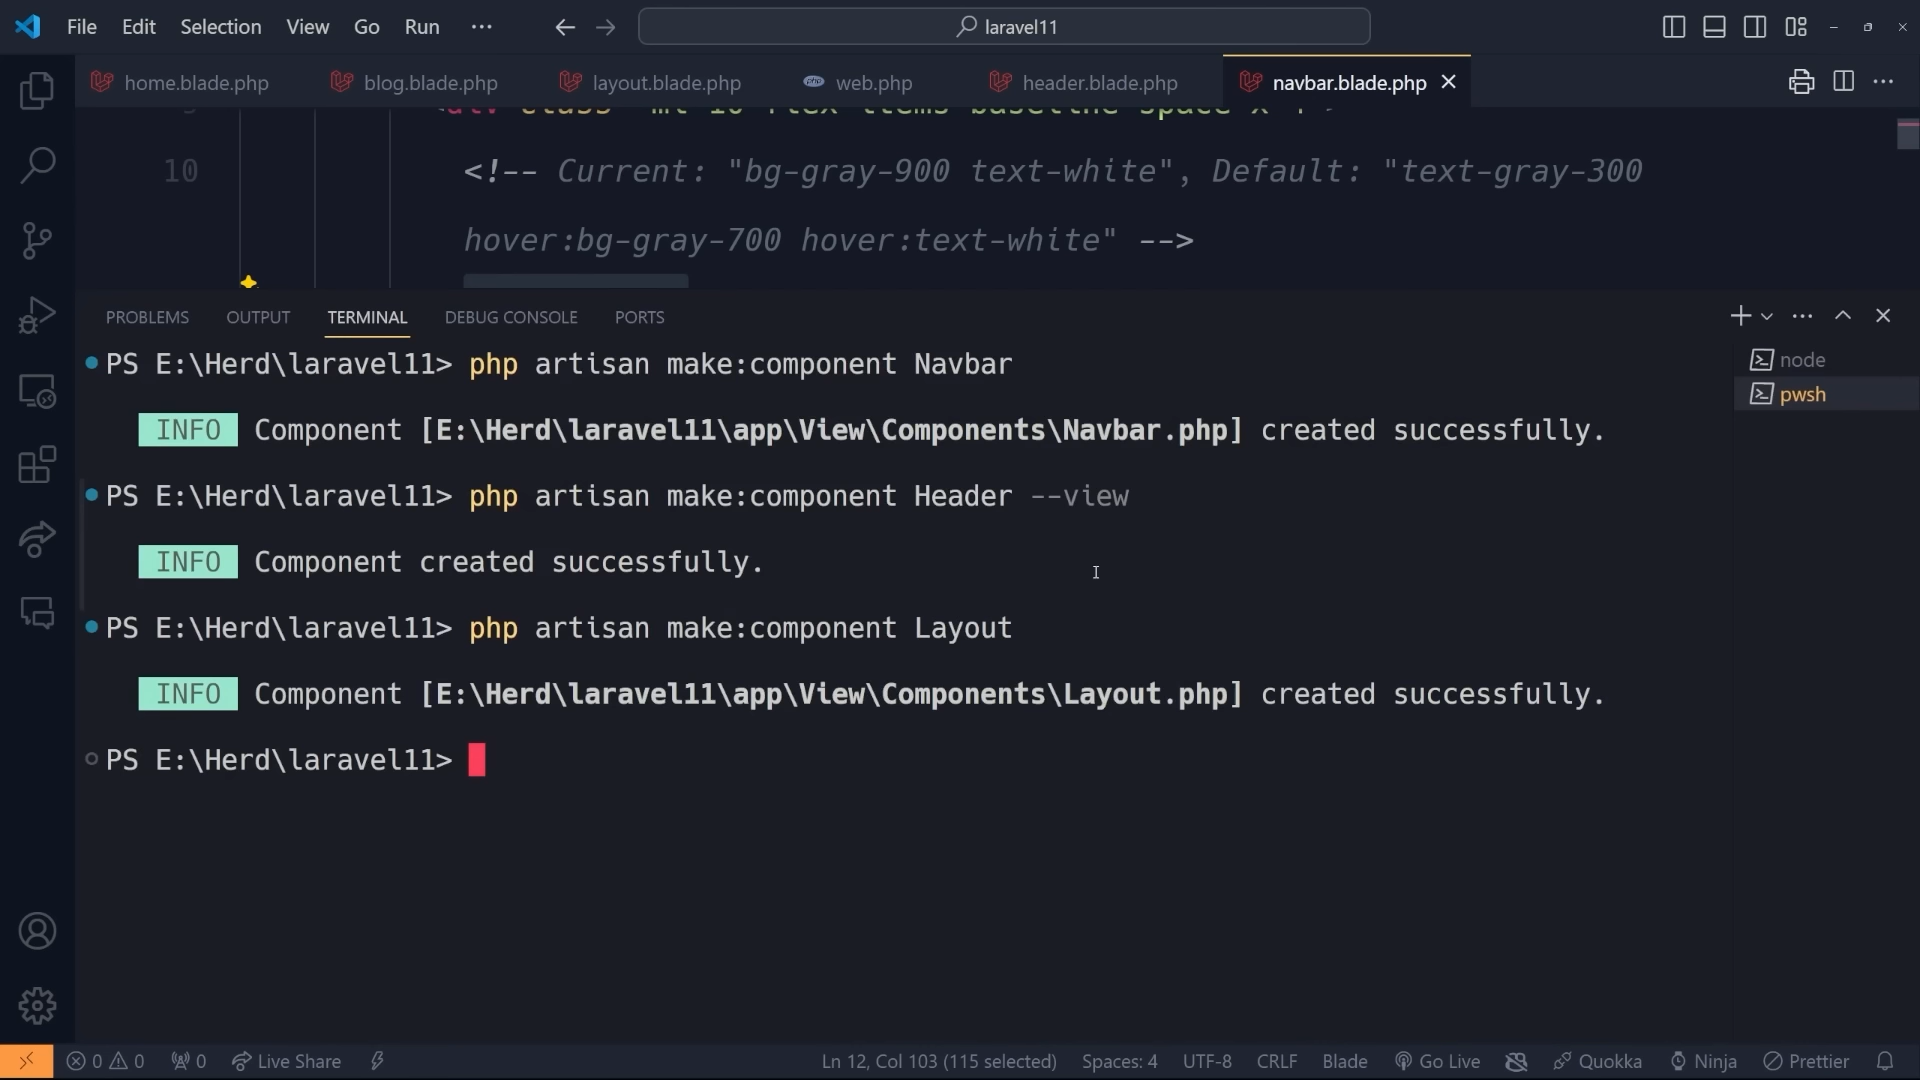 File Edit Selection View Go Run ··· laravel11
home.blade.php blog.blade.php layout.blade.php web.php header.blade.php navbar.blade.php
10 <!-- Current: "bg-gray-900 text-white", Default: "text-gray-300
hover:bg-gray-700 hover:text-white" -->
PROBLEMS OUTPUT TERMINAL DEBUG CONSOLE PORTS
PS E:\Herd\laravel11> php artisan make:component Navbar
INFO Component [E:\Herd\laravel11\app\View\Components\Navbar.php] created successfully.
PS E:\Herd\laravel11> php artisan make:component Header --view
INFO Component created successfully.
PS E:\Herd\laravel11> php artisan make:component Layout
INFO Component [E:\Herd\laravel11\app\View\Components\Layout.php] created successfully.
PS E:\Herd\laravel11>
node
pwsh
0 0 0 Live Share Ln 12, Col 103 (115 selected) Spaces: 4 UTF-8 CRLF Blade Go Live Quokka Ninja Prettier